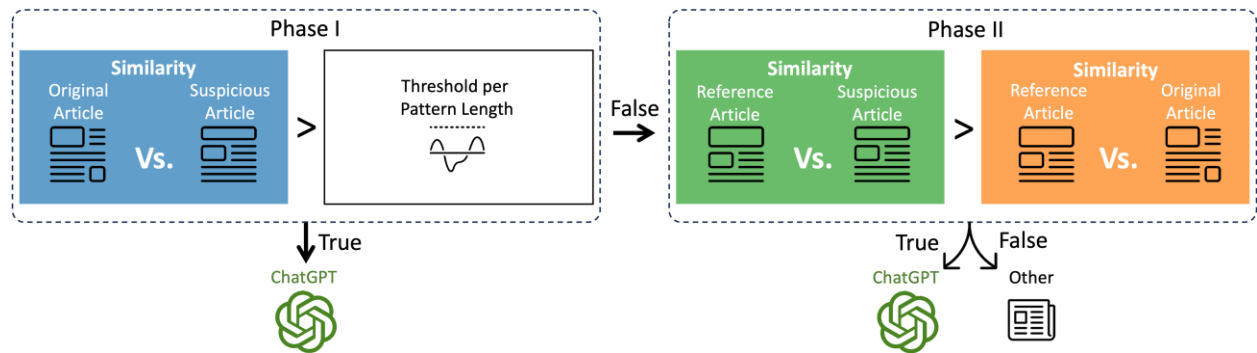 Phase I
Similarity
Original
Article
Vs.
Suspicious
Article
>
Threshold per
Pattern Length
True
ChatGPT
False
Phase II
Similarity
Reference
Article
Vs.
Suspicious
Article
>
Similarity
Reference
Article
Vs.
Original
Article
True
False
ChatGPT
Other